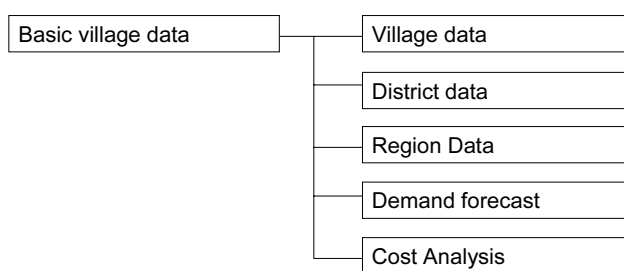 Basic village data
Village data
District data
Region Data
Demand forecast
Cost Analysis